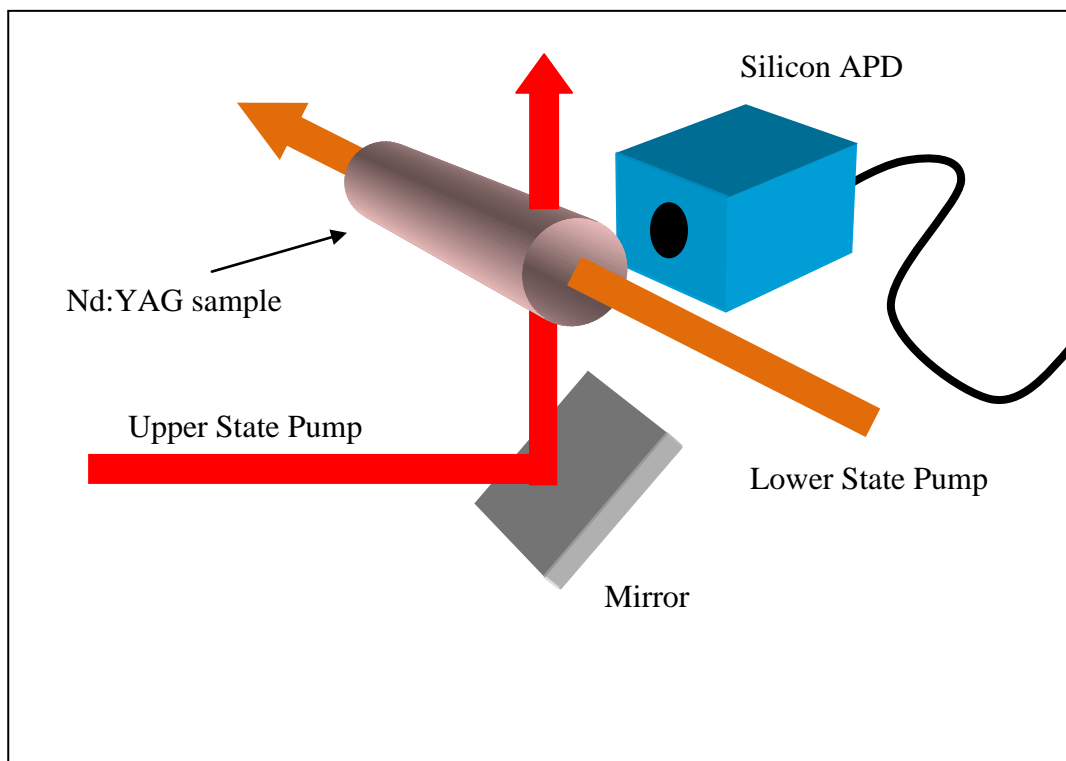 Silicon APD
Nd:YAG sample
Upper State Pump
Lower State Pump
Mirror